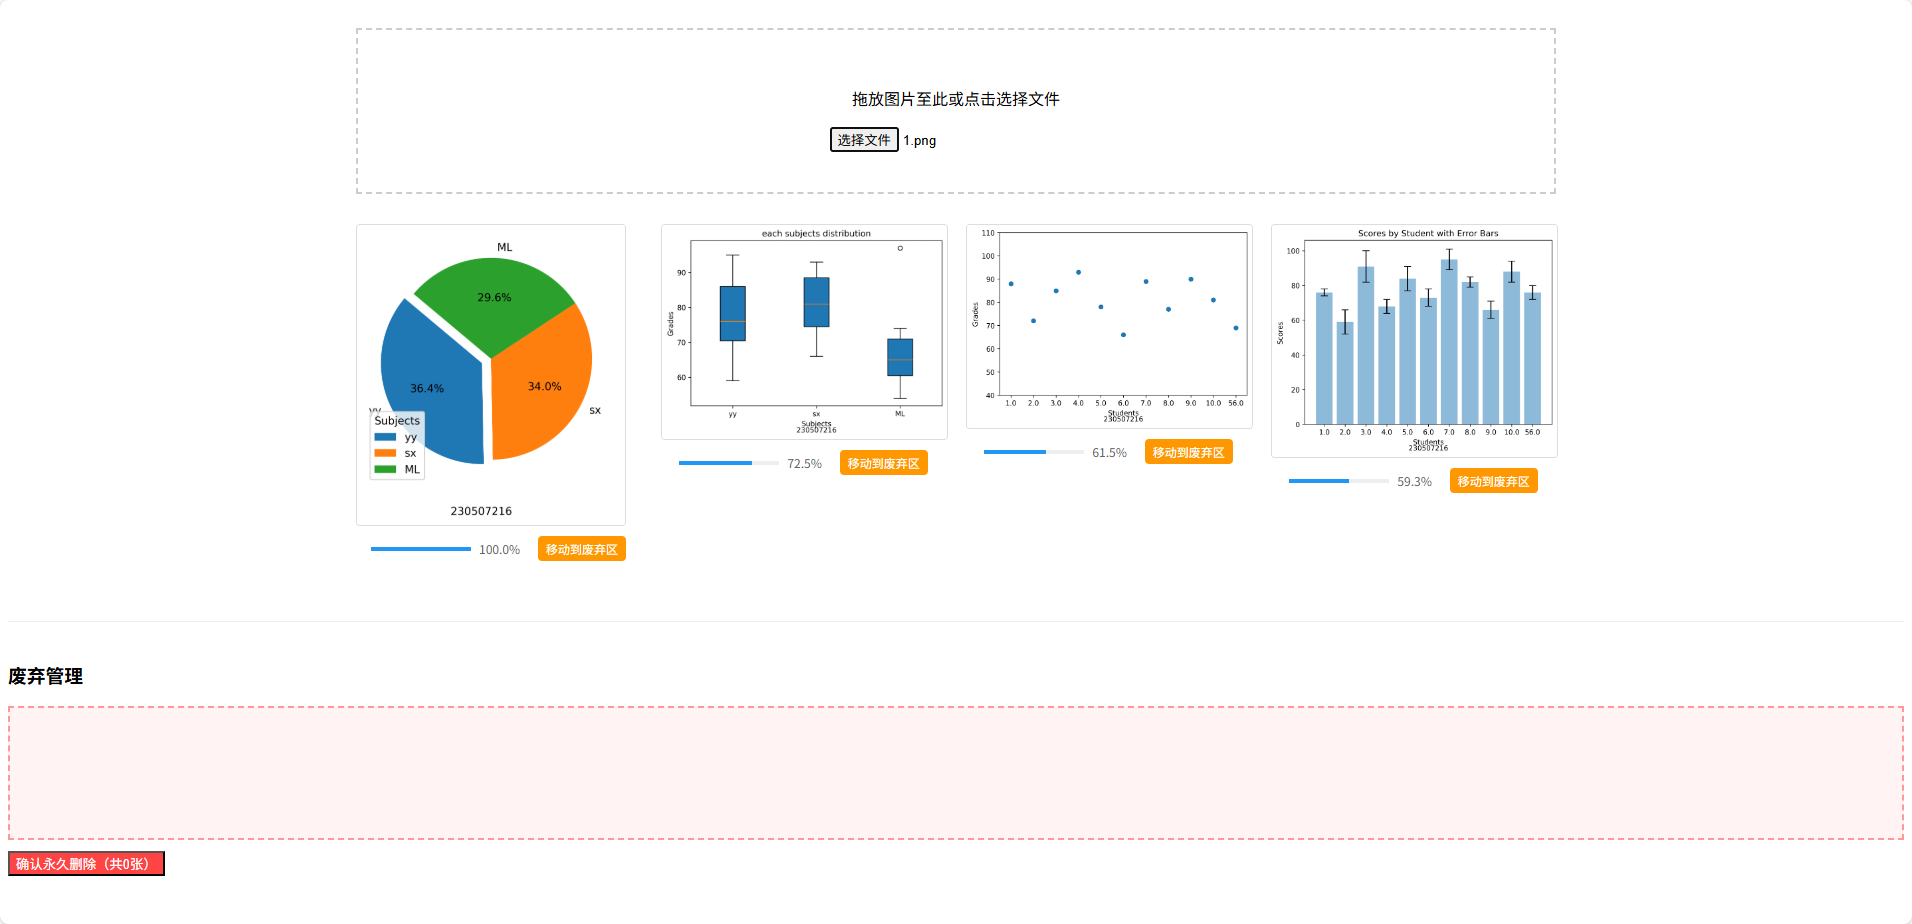 拖放图片至此或点击选择文件
选择文件 1.png
ML
29.6%
36.4%
34.0%
yy
sx
Subjects
yy
sx
ML
230507216
100.0% 移动到废弃区
each subjects distribution
Grades
90
80
70
60
yy sx ML
Subjects
230507216
72.5% 移动到废弃区
Grades
110
100
90
80
70
60
50
40
1.0 2.0 3.0 4.0 5.0 6.0 7.0 8.0 9.0 10.0 56.0
Students
230507216
61.5% 移动到废弃区
Scores by Student with Error Bars
Scores
100
80
60
40
20
0
1.0 2.0 3.0 4.0 5.0 6.0 7.0 8.0 9.0 10.0 56.0
Students
230507216
59.3% 移动到废弃区
废弃管理
确认永久删除（共0张）